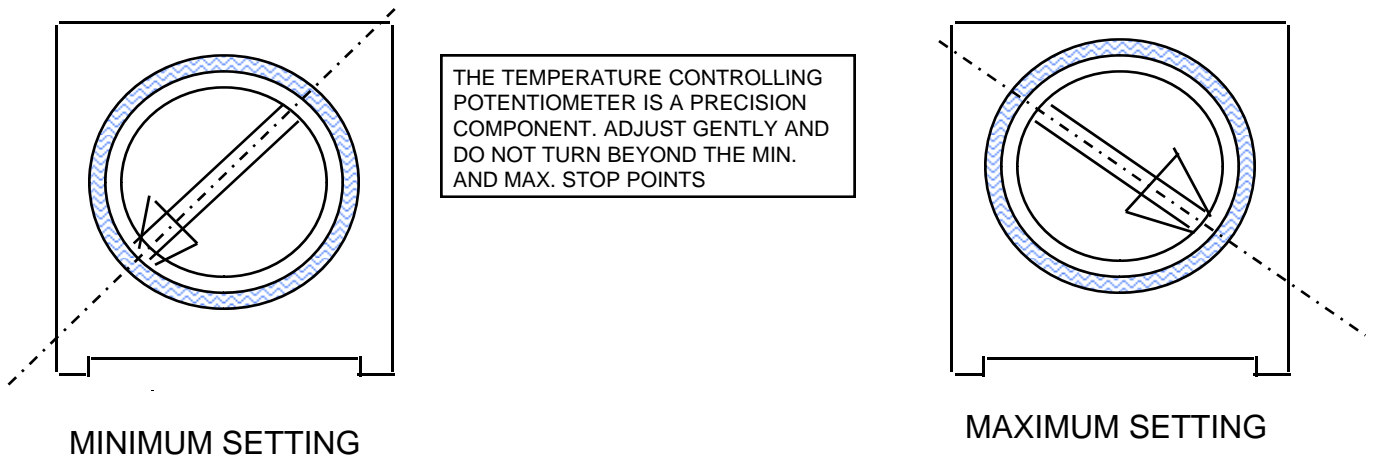 THE TEMPERATURE CONTROLLING
POTENTIOMETER IS A PRECISION
COMPONENT. ADJUST GENTLY AND
DO NOT TURN BEYOND THE MIN.
AND MAX. STOP POINTS
MINIMUM SETTING
MAXIMUM SETTING